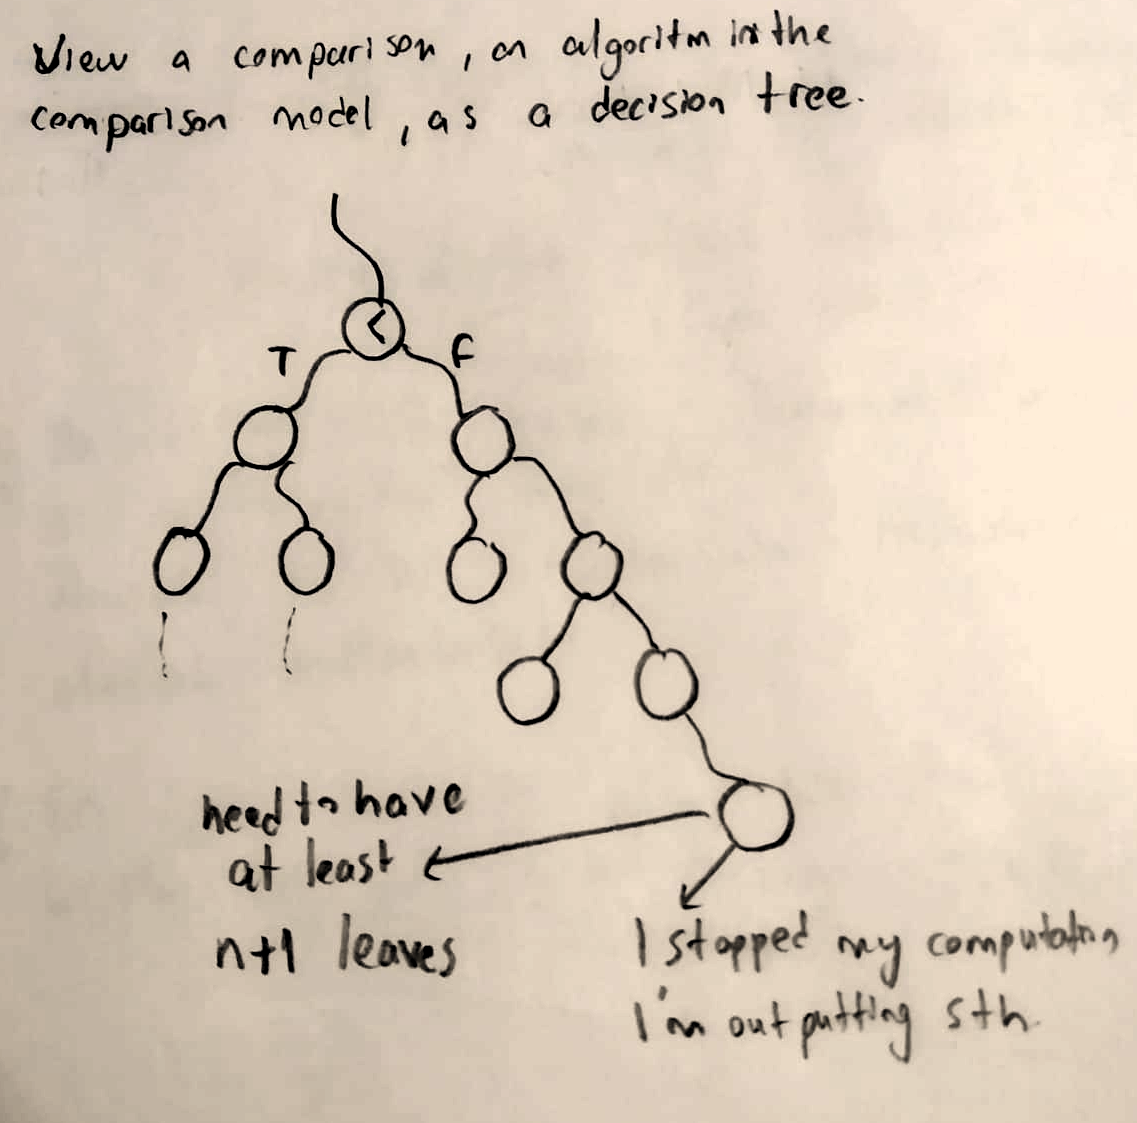 View a comparison, an algoritm in the
comparison model, as a decision tree.
<
T
F
need to have
at least
n+1 leaves
I stopped my computation
I'm outputting sth.